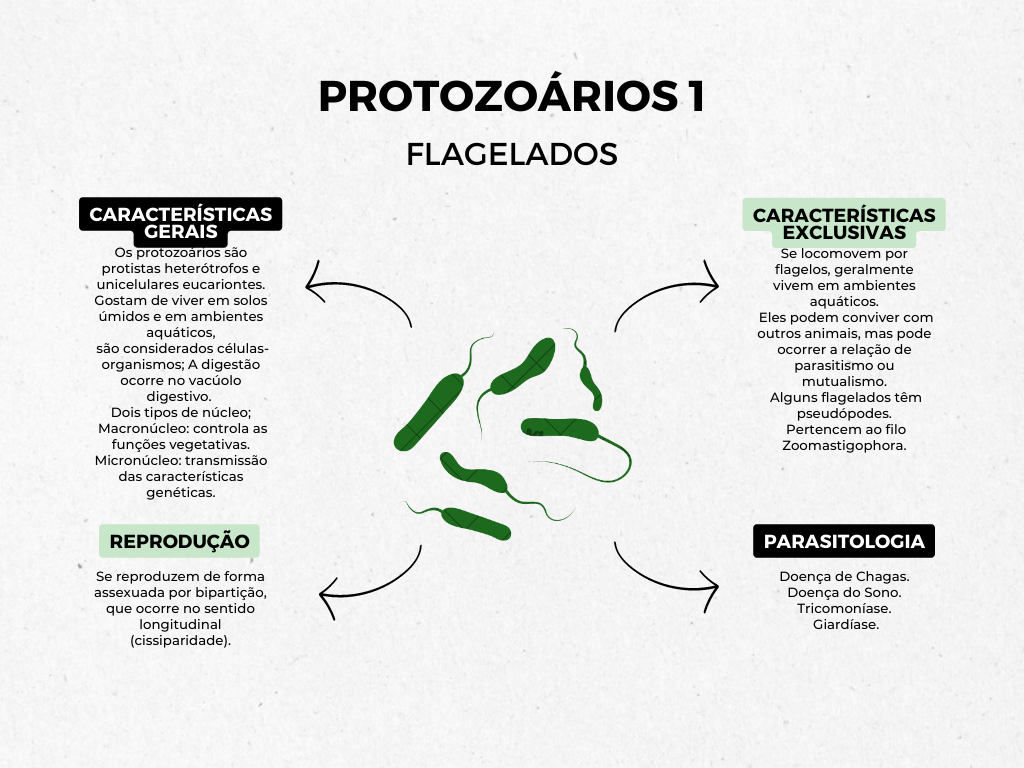 PROTOZOÁRIOS 1
FLAGELADOS
CARACTERÍSTICAS
GERAIS
Os protozoários são
protistas heterótrofos e
unicelulares eucariontes.
Gostam de viver em solos
úmidos e em ambientes
aquáticos,
são considerados células-
organismos; A digestão
ocorre no vacúolo
digestivo.
Dois tipos de núcleo;
Macronúcleo: controla as
funções vegetativas.
Micronúcleo: transmissão
das características
genéticas.
CARACTERÍSTICAS
EXCLUSIVAS
Se locomovem por
flagelos, geralmente
vivem em ambientes
aquáticos.
Eles podem conviver com
outros animais, mas pode
ocorrer a relação de
parasitismo ou
mutualismo.
Alguns flagelados têm
pseudópodes.
Pertencem ao filo
Zoomastigophora.
REPRODUÇÃO
Se reproduzem de forma
assexuada por bipartição,
que ocorre no sentido
longitudinal
(cissiparidade).
PARASITOLOGIA
Doença de Chagas.
Doença do Sono.
Tricomoníase.
Giardíase.